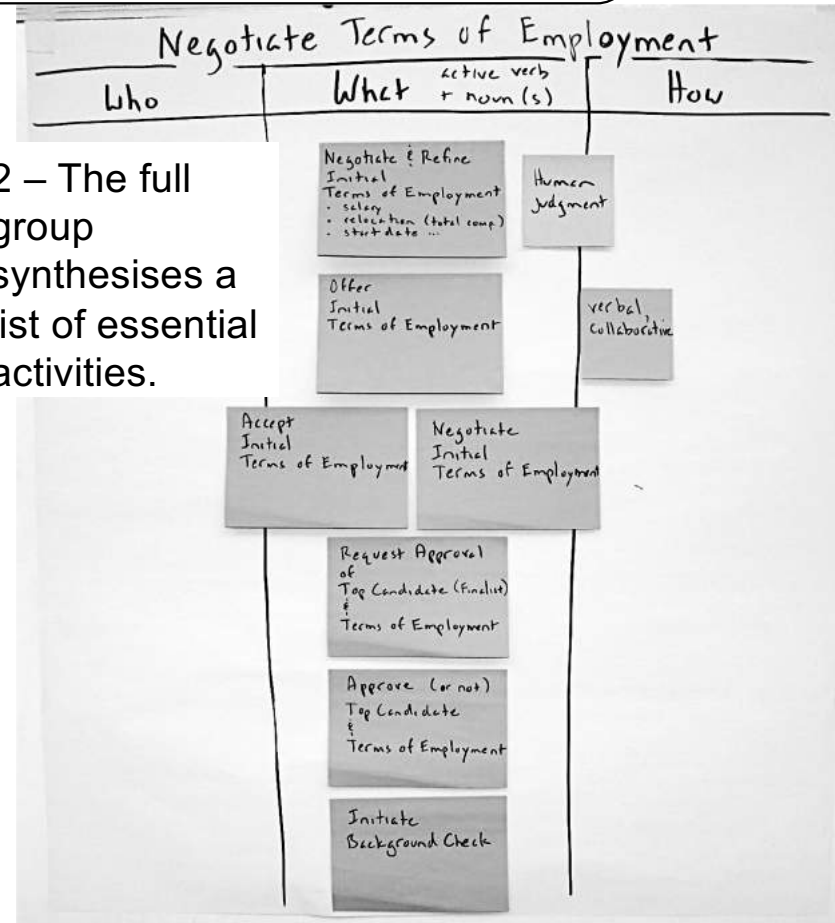 Negotiate Terms of Employment
Who
What
active verb
+ noun(s)
How
2 – The full
group
synthesises a
list of essential
activities.
Negotiate & Refine
Initial
Terms of Employment
• salary
• relocation (total comp)
• start date ...
Human
judgment
Offer
Initial
Terms of Employment
verbal,
collaborative
Accept
Initial
Terms of Employment
Negotiate
Initial
Terms of Employment
Request Approval
of
Top Candidate (Finalist)
&
Terms of Employment
Approve (or not)
Top Candidate
&
Terms of Employment
Initiate
Background Check